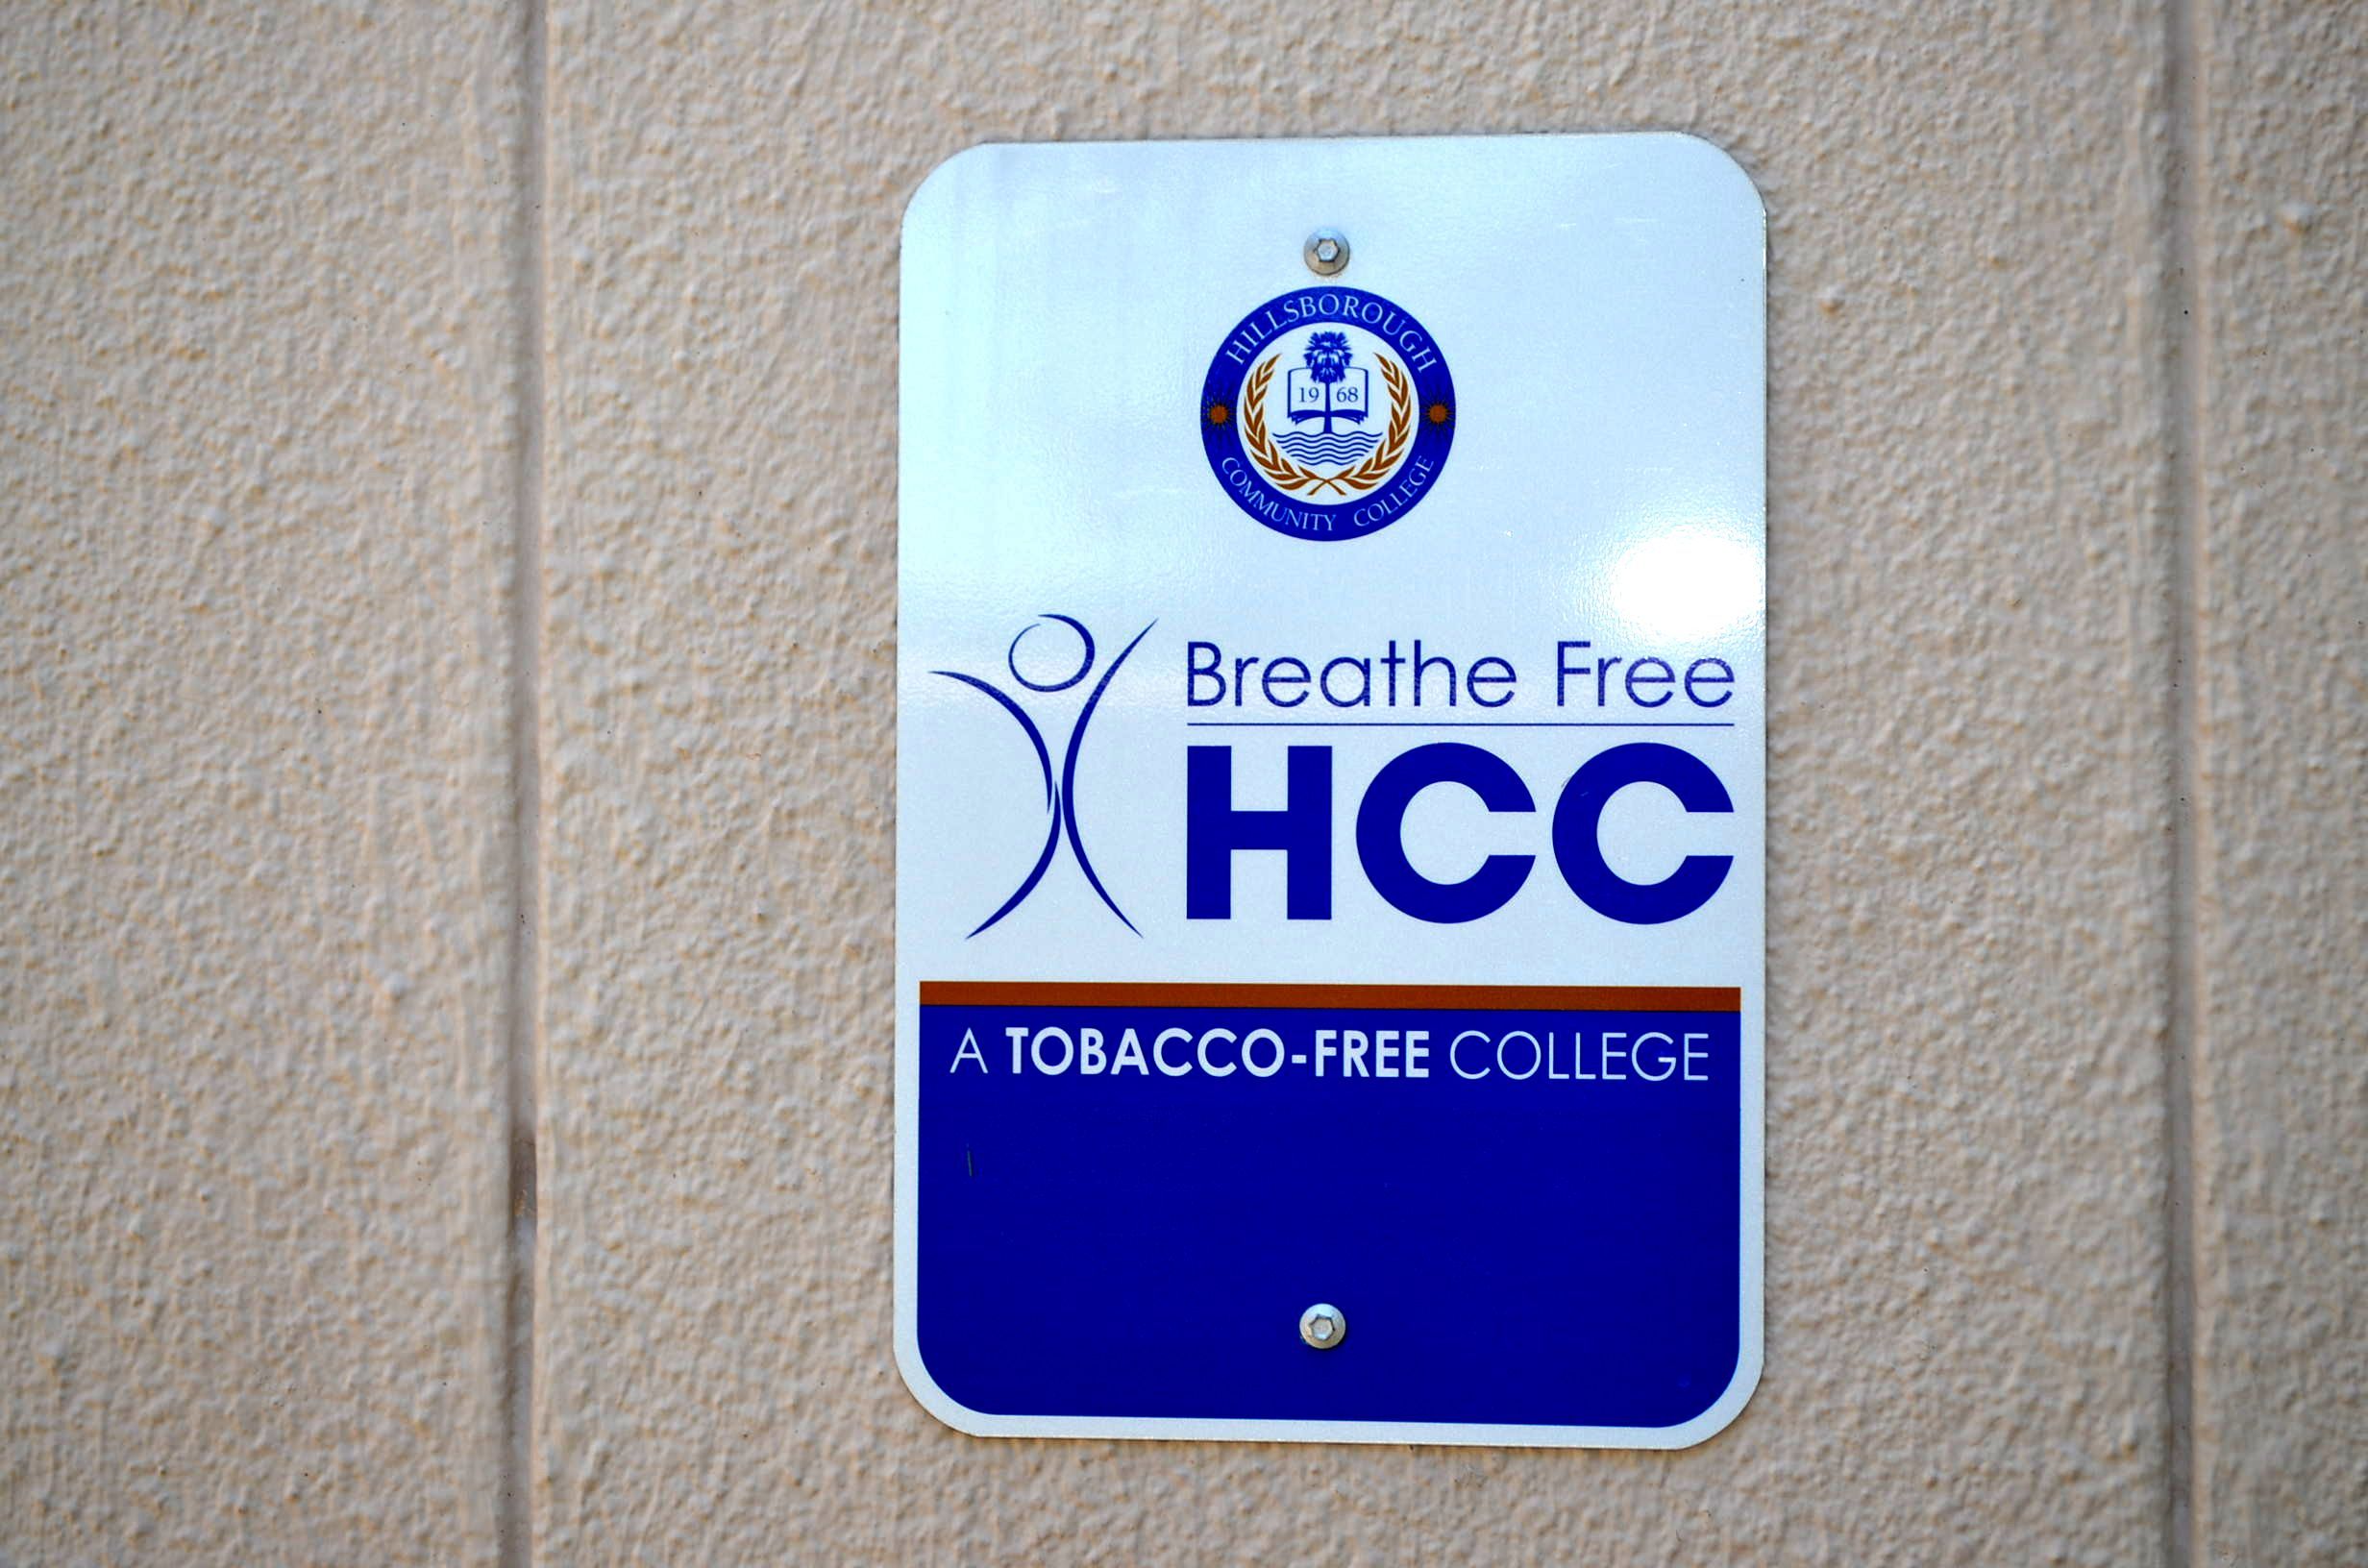 HILLSBOROUGH
19 68
COMMUNITY COLLEGE
Breathe Free
HCC
A TOBACCO-FREE COLLEGE